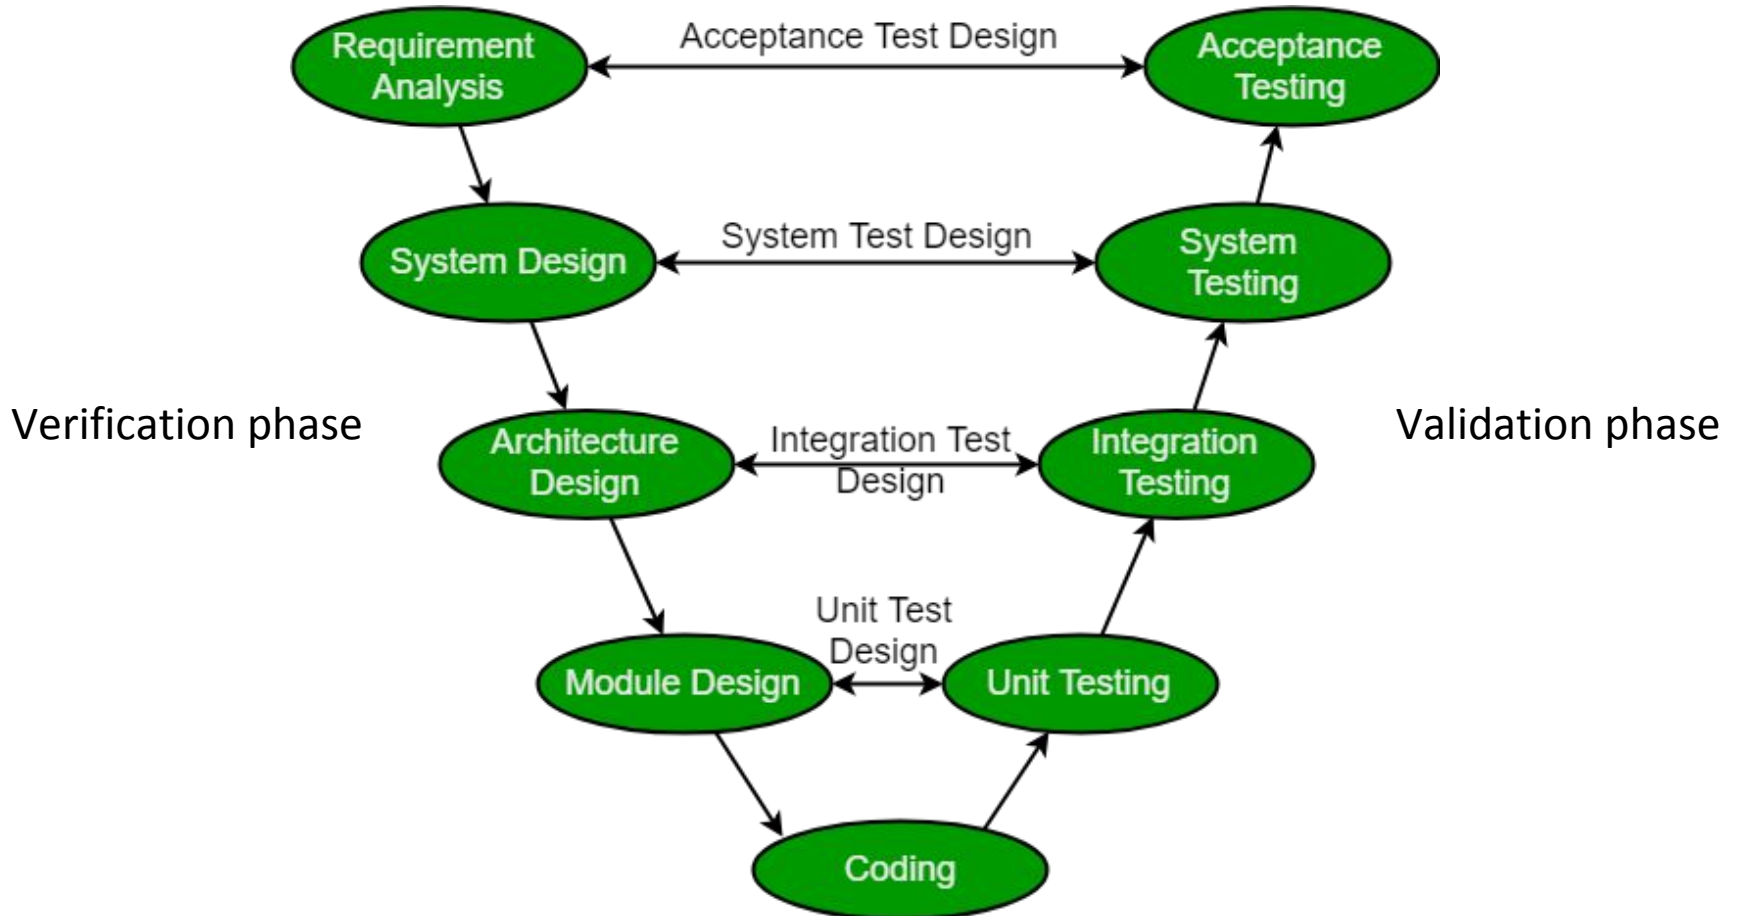 Requirement
Analysis
Acceptance Test Design
Acceptance
Testing
System Design
System Test Design
System
Testing
Verification phase
Architecture
Design
Integration Test
Design
Integration
Testing
Validation phase
Module Design
Unit Test
Design
Unit Testing
Coding